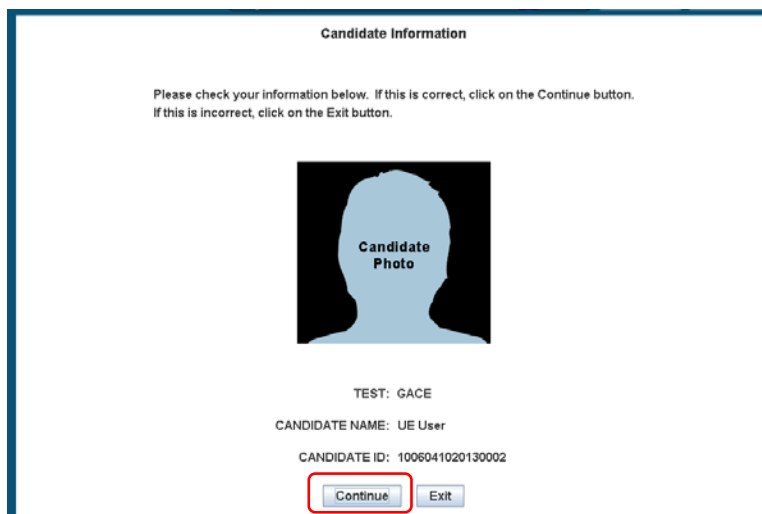 Candidate Information
Please check your information below. If this is correct, click on the Continue button.
If this is incorrect, click on the Exit button.
Candidate
Photo
TEST: GACE
CANDIDATE NAME: UE User
CANDIDATE ID: 1006041020130002
Continue Exit